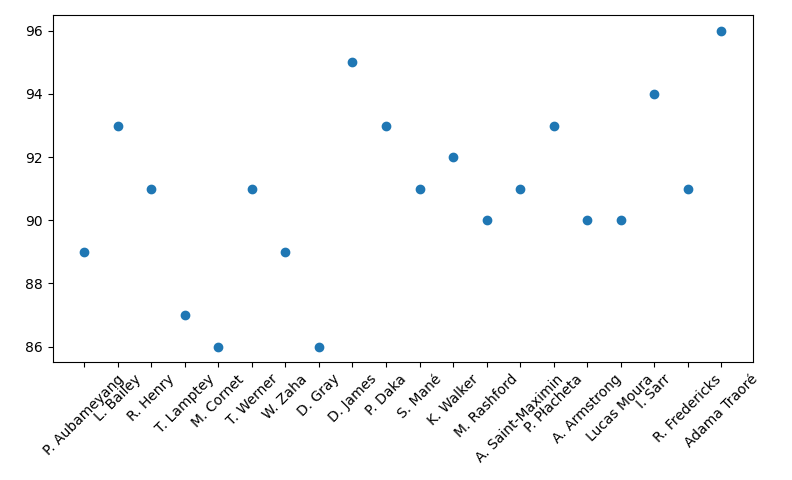 96
94
92
90
88
86
P. Aubameyang
L. Bailey
R. Henry
T. Lamptey
M. Cornet
T. Werner
W. Zaha
D. Gray
D. James
P. Daka
S. Mané
K. Walker
M. Rashford
A. Saint-Maximin
P. Płacheta
A. Armstrong
Lucas Moura
I. Sarr
R. Fredericks
Adama Traoré